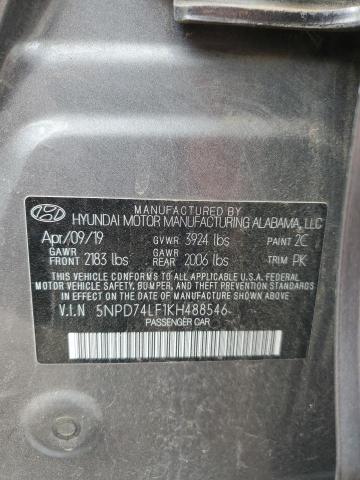 MANUFACTURED BY
HYUNDAI MOTOR MANUFACTURING ALABAMA, LLC
Apr/09/19 GVWR 3924 lbs PAINT 2C
GAWR FRONT 2183 lbs GAWR REAR 2006 lbs TRIM PK
THIS VEHICLE CONFORMS TO ALL APPLICABLE U.S.A. FEDERAL
MOTOR VEHICLE SAFETY, BUMPER, AND THEFT PREVENTION
STANDARDS IN EFFECT ON THE DATE OF MANUFACTURE SHOWN ABOVE.
V.I.N 5NPD74LF1KH488546
PASSENGER CAR